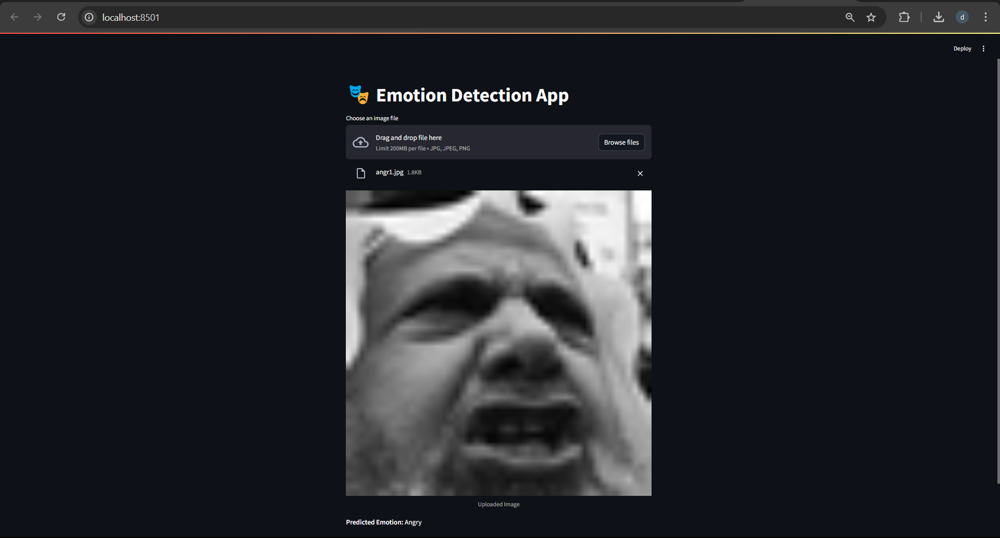 localhost:8501
d
Deploy
Emotion Detection App
Choose an image file
Drag and drop file here
Limit 200MB per file • JPG, JPEG, PNG
Browse files
angr1.jpg 1.8KB
Uploaded Image
Predicted Emotion: Angry